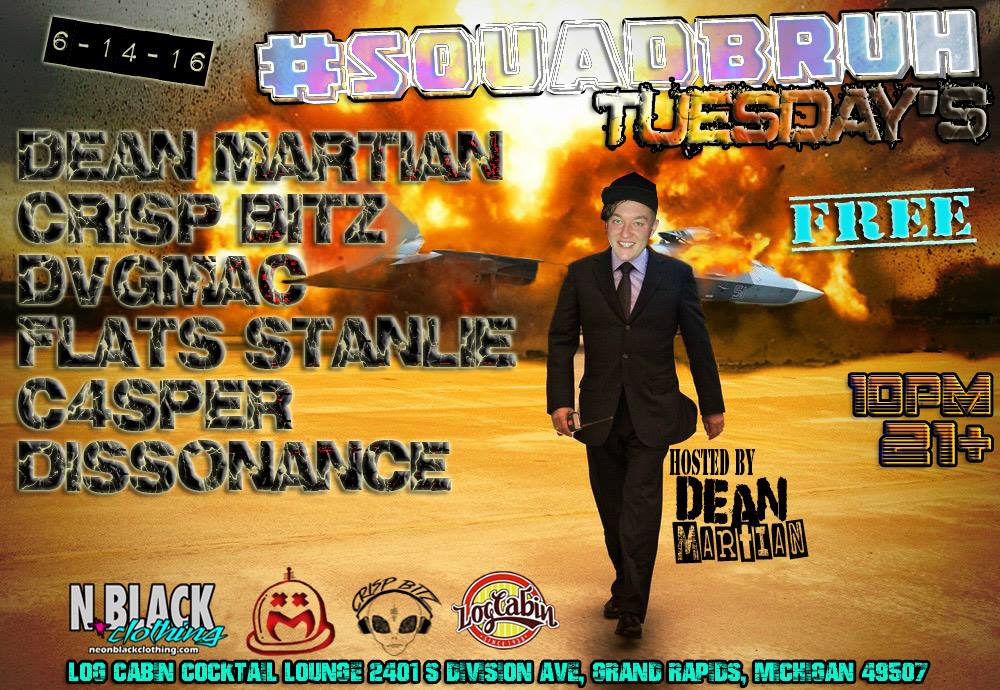 6-14-16
#SQUADBRUH
TUESDAY'S
DEAN MARTIAN
CRISP BITZ
DVGMAC
FLATS STANLIE
C4SPER
DISSONANCE
FREE
10PM
21+
HOSTED BY
DEAN
MARTIAN
N.BLACK
clothing
neonblackclothing.com
CRISP BITZ
Log Cabin
LOG CABIN COCKTAIL LOUNGE 2401 S DIVISION AVE, GRAND RAPIDS, MICHIGAN 49507